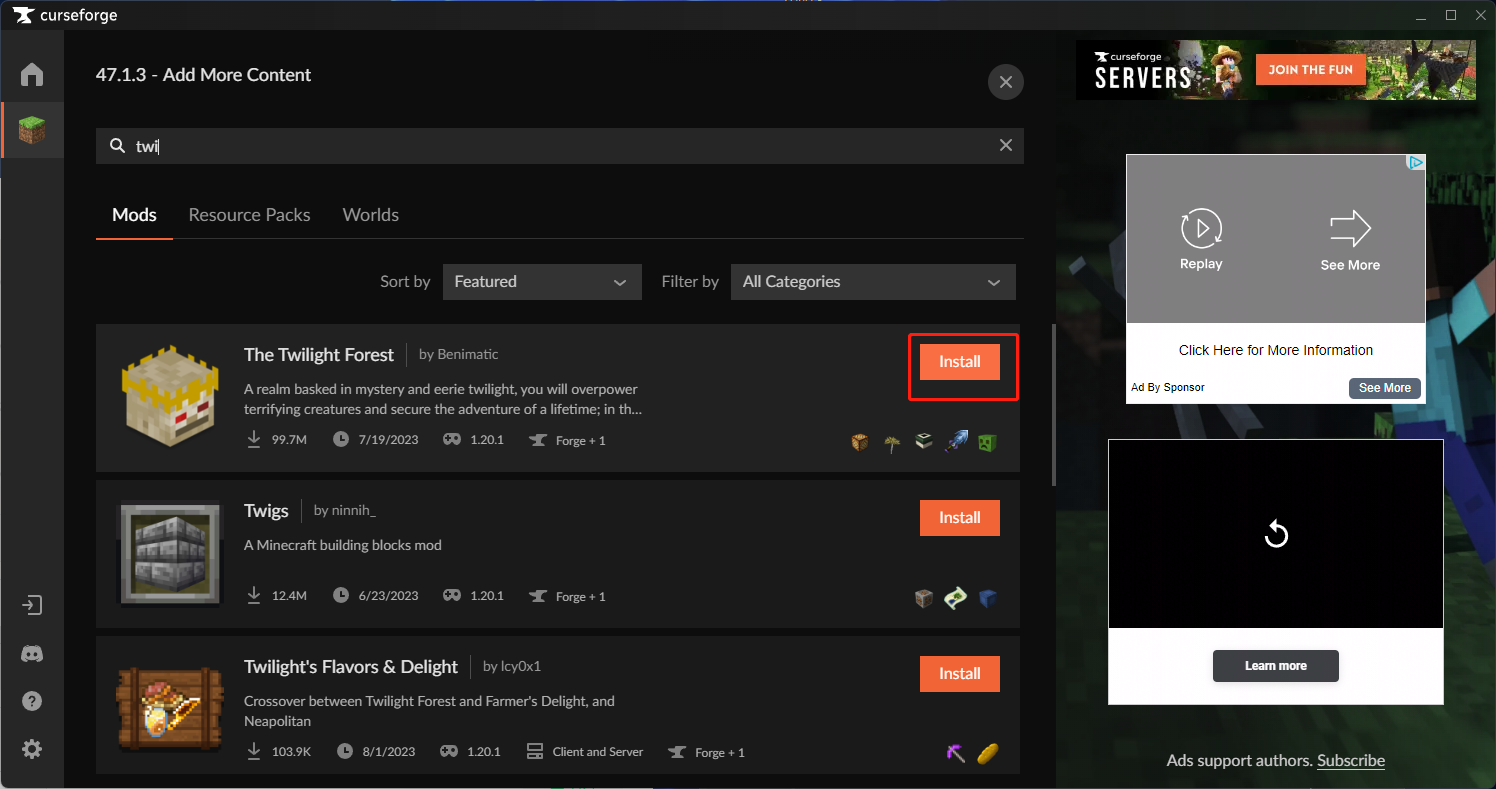 curseforge
47.1.3 - Add More Content
twi
Mods Resource Packs Worlds
Sort by Featured Filter by All Categories
The Twilight Forest by Benimatic
Install
A realm basked in mystery and eerie twilight, you will overpower
terrifying creatures and secure the adventure of a lifetime; in th...
99.7M 7/19/2023 1.20.1 Forge + 1
Twigs by ninnih_
Install
A Minecraft building blocks mod
12.4M 6/23/2023 1.20.1 Forge + 1
Twilight's Flavors & Delight by lcy0x1
Install
Crossover between Twilight Forest and Farmer's Delight, and
Neapolitan
103.9K 8/1/2023 1.20.1 Client and Server Forge + 1
curseforge
SERVERS
JOIN THE FUN
Replay See More
Click Here for More Information
Ad By Sponsor See More
Learn more
Ads support authors. Subscribe